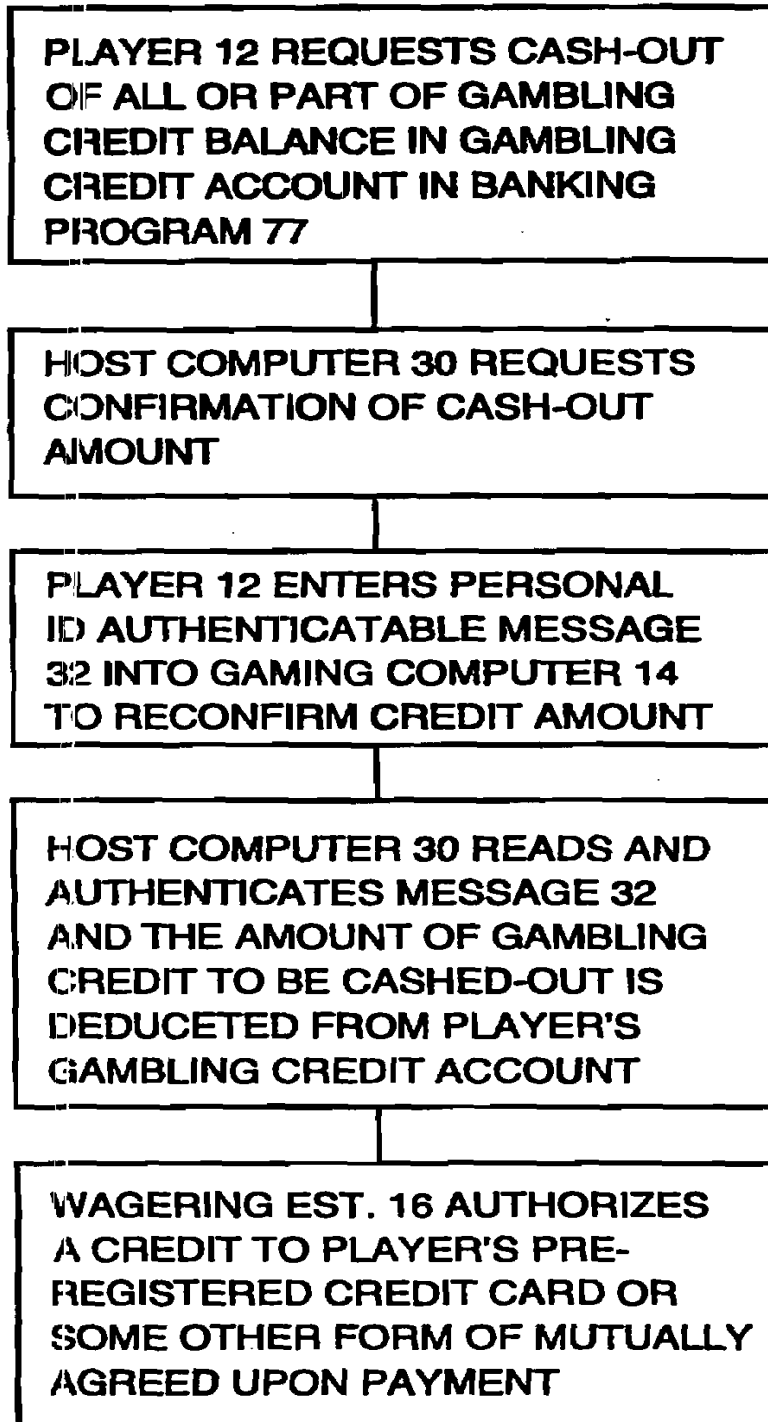 PLAYER 12 REQUESTS CASH-OUT
OF ALL OR PART OF GAMBLING
CREDIT BALANCE IN GAMBLING
CREDIT ACCOUNT IN BANKING
PROGRAM 77
HOST COMPUTER 30 REQUESTS
CONFIRMATION OF CASH-OUT
AMOUNT
PLAYER 12 ENTERS PERSONAL
ID AUTHENTICATABLE MESSAGE
32 INTO GAMING COMPUTER 14
TO RECONFIRM CREDIT AMOUNT
HOST COMPUTER 30 READS AND
AUTHENTICATES MESSAGE 32
AND THE AMOUNT OF GAMBLING
CREDIT TO BE CASHED-OUT IS
DEDUCETED FROM PLAYER'S
GAMBLING CREDIT ACCOUNT
WAGERING EST. 16 AUTHORIZES
A CREDIT TO PLAYER'S PRE-
REGISTERED CREDIT CARD OR
SOME OTHER FORM OF MUTUALLY
AGREED UPON PAYMENT